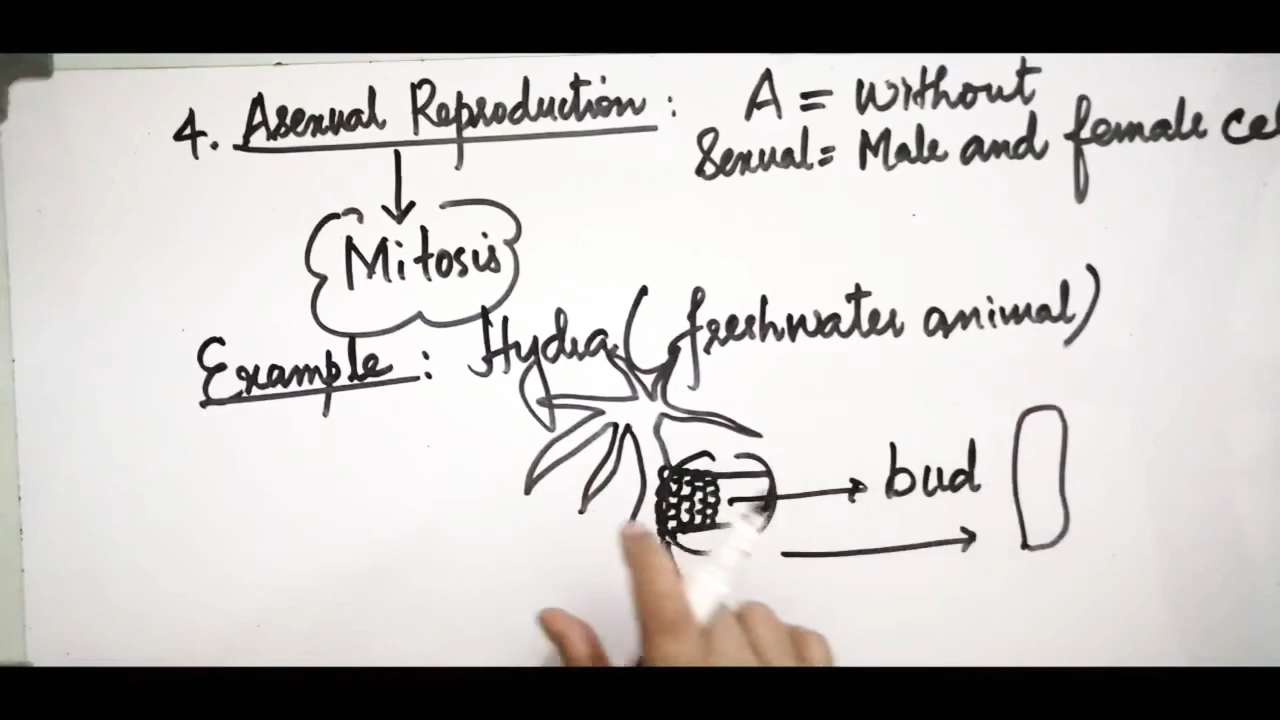 4. Asexual Reproduction : A = without
Sexual = Male and female ce
Mitosis
Example : Hydra (freshwater animal)
bud